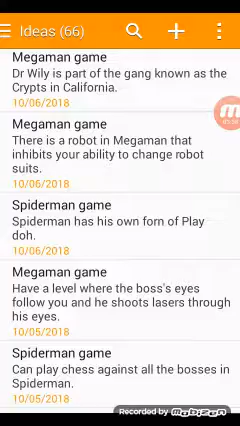 Ideas (66)
Megaman game
Dr Wily is part of the gang known as the
Crypts in California.
10/06/2018
Megaman game
There is a robot in Megaman that
inhibits your ability to change robot
suits.
10/06/2018
Spiderman game
Spiderman has his own forn of Play
doh.
10/06/2018
Megaman game
Have a level where the boss's eyes
follow you and he shoots lasers through
his eyes.
10/05/2018
Spiderman game
Can play chess against all the bosses in
Spiderman.
10/05/2018
Recorded by mobizen